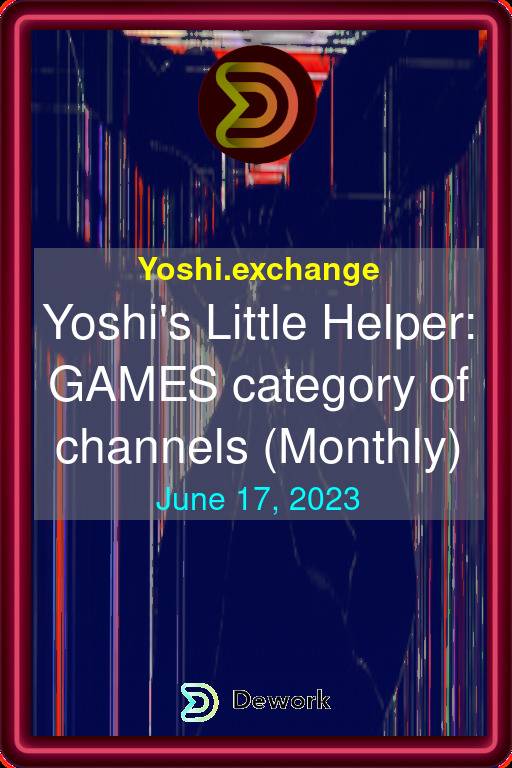 Yoshi.exchange
Yoshi's Little Helper:
GAMES category of
channels (Monthly)
June 17, 2023
Dework